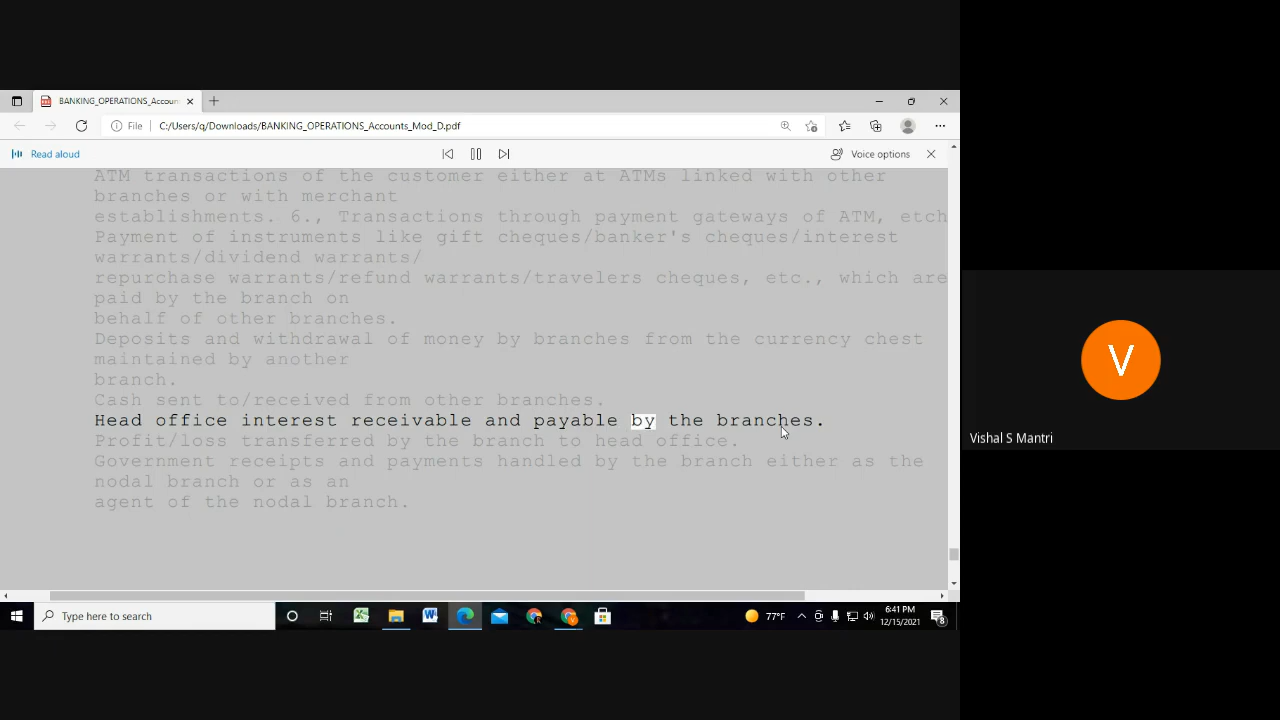 BANKING_OPERATIONS_Accoun
File
C:/Users/q/Downloads/BANKING_OPERATIONS_Accounts_Mod_D.pdf
Read aloud
Voice options
ATM transactions of the customer either at ATMs linked with other
branches or with merchant
establishments. 6., Transactions through payment gateways of ATM, etch
Payment of instruments like gift cheques/banker's cheques/interest
warrants/dividend warrants/
repurchase warrants/refund warrants/travelers cheques, etc., which are
paid by the branch on
behalf of other branches.
Deposits and withdrawal of money by branches from the currency chest
maintained by another
branch.
Cash sent to/received from other branches.
Head office interest receivable and payable by the branches.
Profit/loss transferred by the branch to head office.
Government receipts and payments handled by the branch either as the
nodal branch or as an
agent of the nodal branch.
V
Vishal S Mantri
Type here to search
77°F
6:41 PM
12/15/2021
8